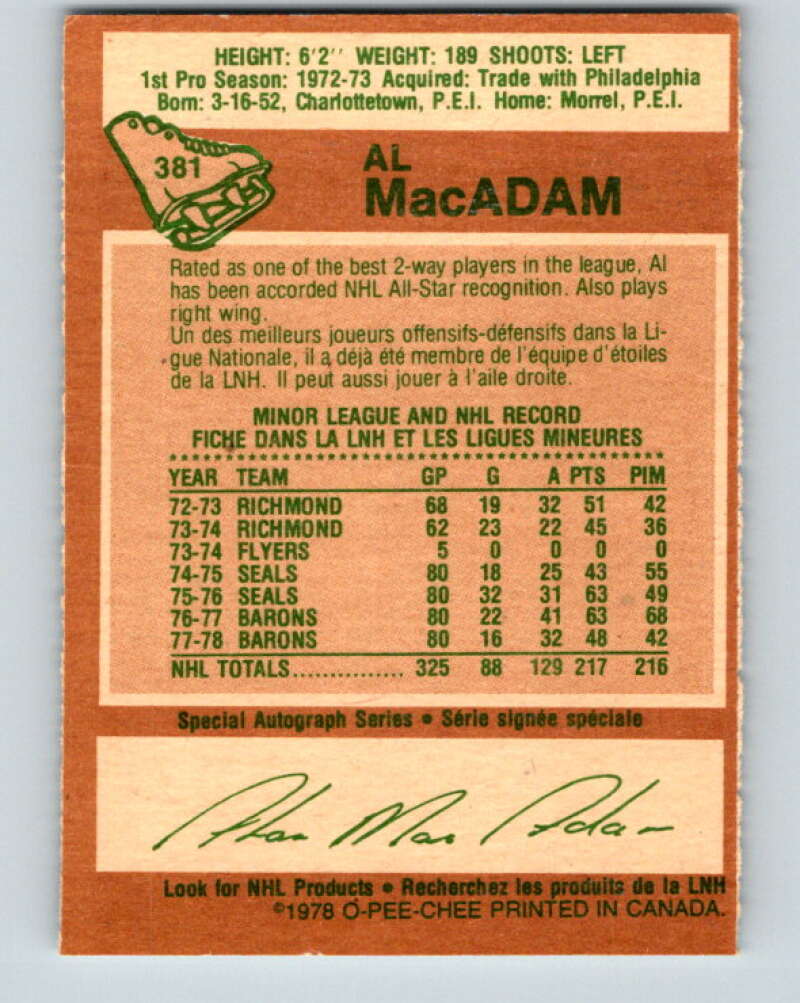 HEIGHT: 6'2'' WEIGHT: 189 SHOOTS: LEFT
1st Pro Season: 1972-73 Acquired: Trade with Philadelphia
Born: 3-16-52, Charlottetown, P.E.I. Home: Morrel, P.E.I.
381
AL
MacADAM
Rated as one of the best 2-way players in the league, Al
has been accorded NHL All-Star recognition. Also plays
right wing.
Un des meilleurs joueurs offensifs-défensifs dans la Li-
gue Nationale, il a déjà été membre de l'équipe d'étoiles
de la LNH. Il peut aussi jouer à l'aile droite.
MINOR LEAGUE AND NHL RECORD
FICHE DANS LA LNH ET LES LIGUES MINEURES
YEAR TEAM GP G A PTS PIM
72-73 RICHMOND 68 19 32 51 42
73-74 RICHMOND 62 23 22 45 36
73-74 FLYERS 5 0 0 0 0
74-75 SEALS 80 18 25 43 55
75-76 SEALS 80 32 31 63 49
76-77 BARONS 80 22 41 63 68
77-78 BARONS 80 16 32 48 42
NHL TOTALS............... 325 88 129 217 216
Special Autograph Series • Série signée spéciale
Alan Mac Adam
Look for NHL Products • Recherchez les produits de la LNH
©1978 O-PEE-CHEE PRINTED IN CANADA.